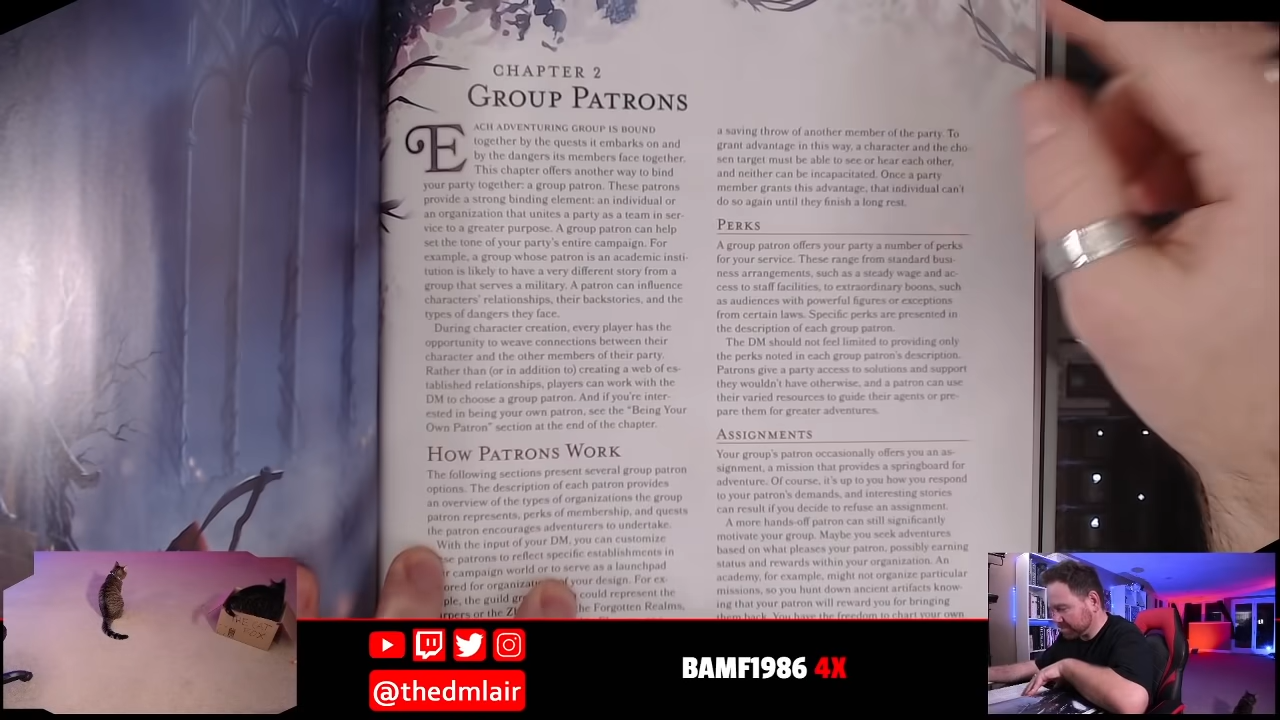 CHAPTER 2
GROUP PATRONS
EACH ADVENTURING GROUP IS BOUND
together by the quests it embarks on and
by the dangers its members face together.
This chapter offers another way to bind
your party together: a group patron. These patrons
provide a strong binding element: an individual or
an organization that unites a party as a team in ser-
vice to a greater purpose. A group patron can help
set the tone of your party's entire campaign. For
example, a group whose patron is an academic insti-
tution is likely to have a very different story from a
group that serves a military. A patron can influence
characters' relationships, their backstories, and the
types of dangers they face.
During character creation, every player has the
opportunity to weave connections between their
character and the other members of their party.
Rather than (or in addition to) creating a web of es-
tablished relationships, players can work with the
DM to choose a group patron. And if you're inter-
ested in being your own patron, see the "Being Your
Own Patron" section at the end of the chapter.
HOW PATRONS WORK
The following sections present several group patron
options. The description of each patron provides
an overview of the types of organizations the group
patron represents, perks of membership, and quests
the patron encourages adventurers to undertake.
With the input of your DM, you can customize
se patrons to reflect specific establishments in
r campaign world or to serve as a launchpad
ored for organizat of your design. For ex-
ple, the guild gr could represent the
rpers or the Z the Forgotten Realms,
a saving throw of another member of the party. To
grant advantage in this way, a character and the cho-
sen target must be able to see or hear each other,
and neither can be incapacitated. Once a party
member grants this advantage, that individual can't
do so again until they finish a long rest.
PERKS
A group patron offers your party a number of perks
for your service. These range from standard busi-
ness arrangements, such as a steady wage and ac-
cess to staff facilities, to extraordinary boons, such
as audiences with powerful figures or exceptions
from certain laws. Specific perks are presented in
the description of each group patron.
The DM should not feel limited to providing only
the perks noted in each group patron's description.
Patrons give a party access to solutions and support
they wouldn't have otherwise, and a patron can use
their varied resources to guide their agents or pre-
pare them for greater adventures.
ASSIGNMENTS
Your group's patron occasionally offers you an as-
signment, a mission that provides a springboard for
adventure. Of course, it's up to you how you respond
to your patron's demands, and interesting stories
can result if you decide to refuse an assignment.
A more hands-off patron can still significantly
motivate your group. Maybe you seek adventures
based on what pleases your patron, possibly earning
status and rewards within your organization. An
academy, for example, might not organize particular
missions, so you hunt down ancient artifacts know-
ing that your patron will reward you for bringing
them back. You have the freedom to chart your own
@thedmlair
BAMF1986 4X